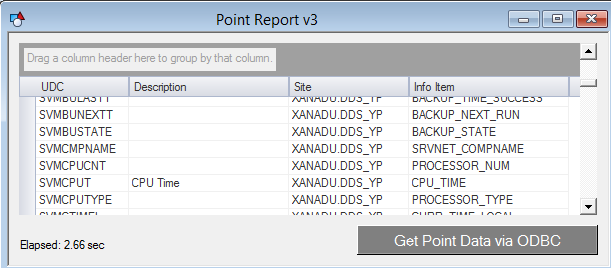 Point Report v3
Drag a column header here to group by that column.
UDC Description Site Info Item
SVMBULASTT XANADU.DDS_YP BACKUP_TIME_SUCCESS
SVMBUNEXTT XANADU.DDS_YP BACKUP_NEXT_RUN
SVMBUSTATE XANADU.DDS_YP BACKUP_STATE
SVMCMPNAME XANADU.DDS_YP SRVNET_COMPNAME
SVMCPUCNT XANADU.DDS_YP PROCESSOR_NUM
SVMCPUT CPU Time XANADU.DDS_YP CPU_TIME
SVMCPUTYPE XANADU.DDS_YP PROCESSOR_TYPE
SVMCTIMEL XANADU.DDS_YP CURR_TIME_LOCAL
Elapsed: 2.66 sec
Get Point Data via ODBC